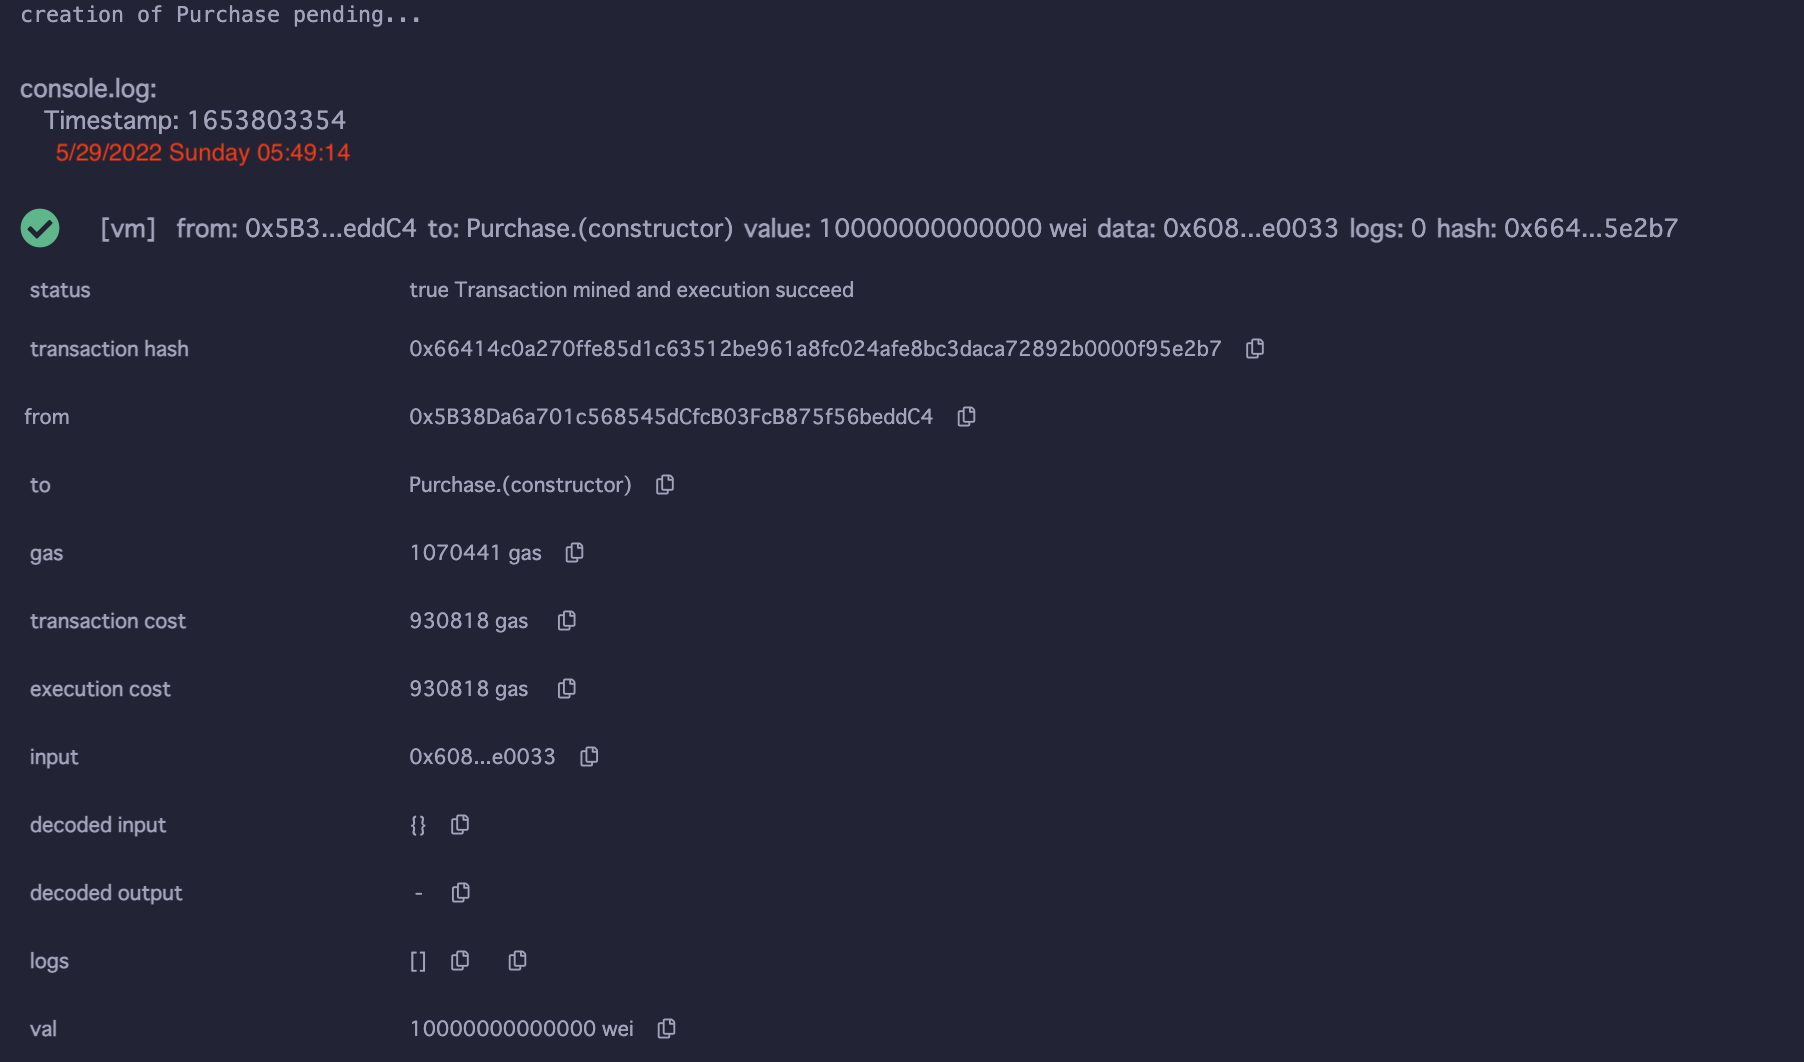 creation of Purchase pending...
console.log:
Timestamp: 1653803354
5/29/2022 Sunday 05:49:14
[vm] from: 0x5B3...eddC4 to: Purchase.(constructor) value: 10000000000000 wei data: 0x608...e0033 logs: 0 hash: 0x664...5e2b7
status true Transaction mined and execution succeed
transaction hash 0x66414c0a270ffe85d1c63512be961a8fc024afe8bc3daca72892b0000f95e2b7
from 0x5B38Da6a701c568545dCfcB03FcB875f56beddC4
to Purchase.(constructor)
gas 1070441 gas
transaction cost 930818 gas
execution cost 930818 gas
input 0x608...e0033
decoded input {}
decoded output -
logs []
val 10000000000000 wei